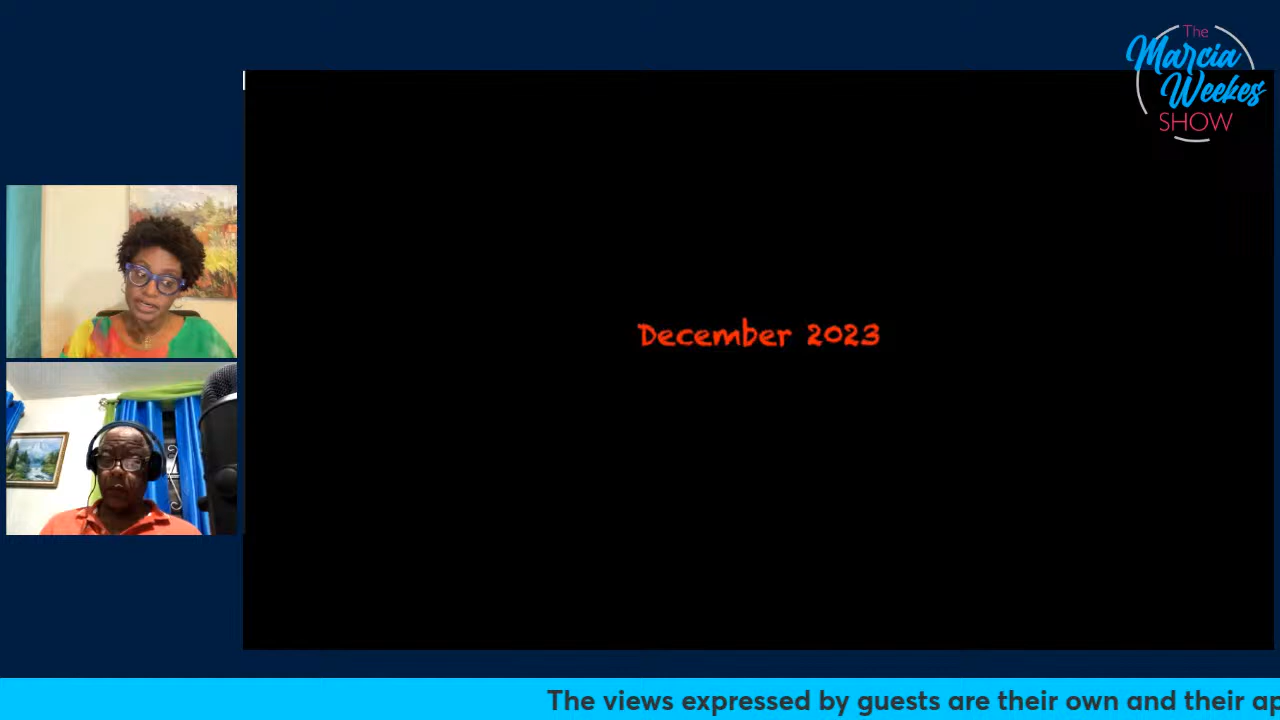 The
Marcia
Weekes
SHOW
December 2023
The views expressed by guests are their own and their ap